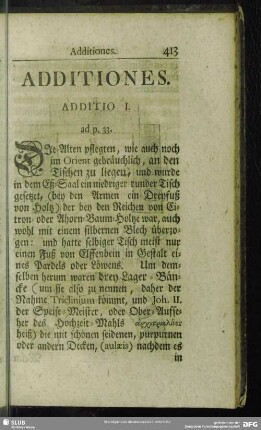 Additiones. 413
ADDITIONES.
ADDITIO I.
ad p. 33.
Die Alten pflegten, wie auch noch
im Orient gebräuchlich, an den
Tischen zu liegen, und wurde
in dem Eß-Saal ein niedriger runder Tisch
gesetzt, (bey den Armen ein Dreyfuß
von Holtz) der bey den Reichen von Ci-
tron- oder Ahorn-Baum-Holtze war, auch
wohl mit einem silbernen Blech überzo-
gen: und hatte selbiger Tisch meist nur
einen Fuß von Elffenbein in Gestalt ei-
nes Pardels oder Löwens. Um dem-
selben herum waren drey Lager-Bän-
cke (um sie also zu nennen, daher der
Nahme Triclinium kömmt, und Joh. II.
der Speise-Meister, oder Ober-Aufse-
her des Hochzeit-Mahls
heiß) die mit schönen seidenen, purpurnen
oder andern Decken, (aulæis) nachdem es
in
SLUB